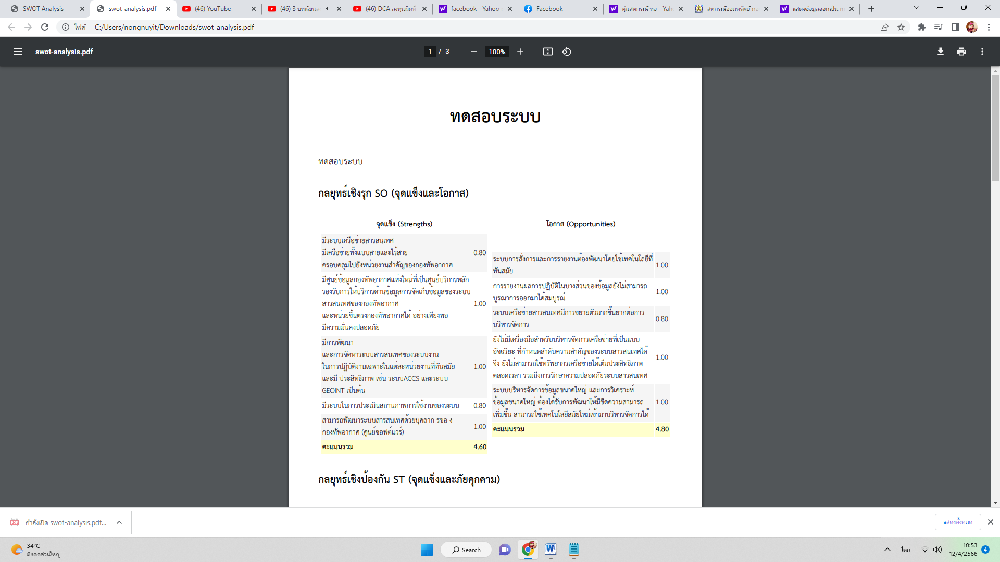 SWOT Analysis
swot-analysis.pdf
(46) YouTube
(46) 3 บทเรียนล
(46) DCA ลงทุนผิดที
facebook - Yahoo
Facebook
หุ้นสหกรณ์ ทอ - Yah
สหกรณ์ออมทรัพย์ กอ
แสดงข้อมูลออกเป็น m
ไฟล์
C:/Users/nongnuyit/Downloads/swot-analysis.pdf
swot-analysis.pdf
1 / 3
100%
ทดสอบระบบ
ทดสอบระบบ
กลยุทธ์เชิงรุก SO (จุดแข็งและโอกาส)
จุดแข็ง (Strengths)
มีระบบเครือข่ายสารสนเทศ
มีเครือข่ายทั้งแบบสายและไร้สาย 0.80
ครอบคลุมไปยังหน่วยงานสำคัญของกองทัพอากาศ
มีศูนย์ข้อมูลกองทัพอากาศแห่งใหม่ที่เป็นศูนย์บริการหลัก
รองรับการให้บริการด้านข้อมูลการจัดเก็บข้อมูลของระบบ
สารสนเทศของกองทัพอากาศ 1.00
และหน่วยขึ้นตรงกองทัพอากาศได้ อย่างเพียงพอ
มีความมั่นคงปลอดภัย
มีการพัฒนา
และการจัดหาระบบสารสนเทศของระบบงาน
ในการปฏิบัติงานเฉพาะในแต่ละหน่วยงานที่ทันสมัย 1.00
และมี ประสิทธิภาพ เช่น ระบบACCS และระบบ
GEOINT เป็นต้น
มีระบบในการประเมินสถานภาพการใช้งานของระบบ 0.80
สามารถพัฒนาระบบสารสนเทศด้วยบุคลาก รขอ ง
กองทัพอากาศ (ศูนย์ซอฟต์แวร์) 1.00
คะแนนรวม 4.60
โอกาส (Opportunities)
ระบบการสั่งการและการรายงานต้องพัฒนาโดยใช้เทคโนโลยีที่
ทันสมัย 1.00
การรายงานผลการปฏิบัติในบางส่วนของข้อมูลยังไม่สามารถ
บูรณาการออกมาได้สมบูรณ์ 1.00
ระบบเครือข่ายสารสนเทศมีการขยายตัวมากขึ้นยากต่อการ
บริหารจัดการ 0.80
ยังไม่มีเครื่องมือสำหรับบริหารจัดการเครือข่ายที่เป็นแบบ
อัจฉริยะ ที่กำหนดลำดับความสำคัญของระบบสารสนเทศได้
จึง ยังไม่สามารถใช้ทรัพยากรเครือข่ายได้เต็มประสิทธิภาพ 1.00
ตลอดเวลา รวมถึงการรักษาความปลอดภัยระบบสารสนเทศ
ระบบบริหารจัดการข้อมูลขนาดใหญ่ และการวิเคราะห์
ข้อมูลขนาดใหญ่ ต้องได้รับการพัฒนาให้มีขีดความสามารถ 1.00
เพิ่มขึ้น สามารถใช้เทคโนโลยีสมัยใหม่เข้ามาบริหารจัดการได้
คะแนนรวม 4.80
กลยุทธ์เชิงป้องกัน ST (จุดแข็งและภัยคุกคาม)
PDF
กำลังเปิด swot-analysis.pdf...
แสดงทั้งหมด
34°C
มีแดดส่วนใหญ่
Search
ไทย
10:53
12/4/2566
4